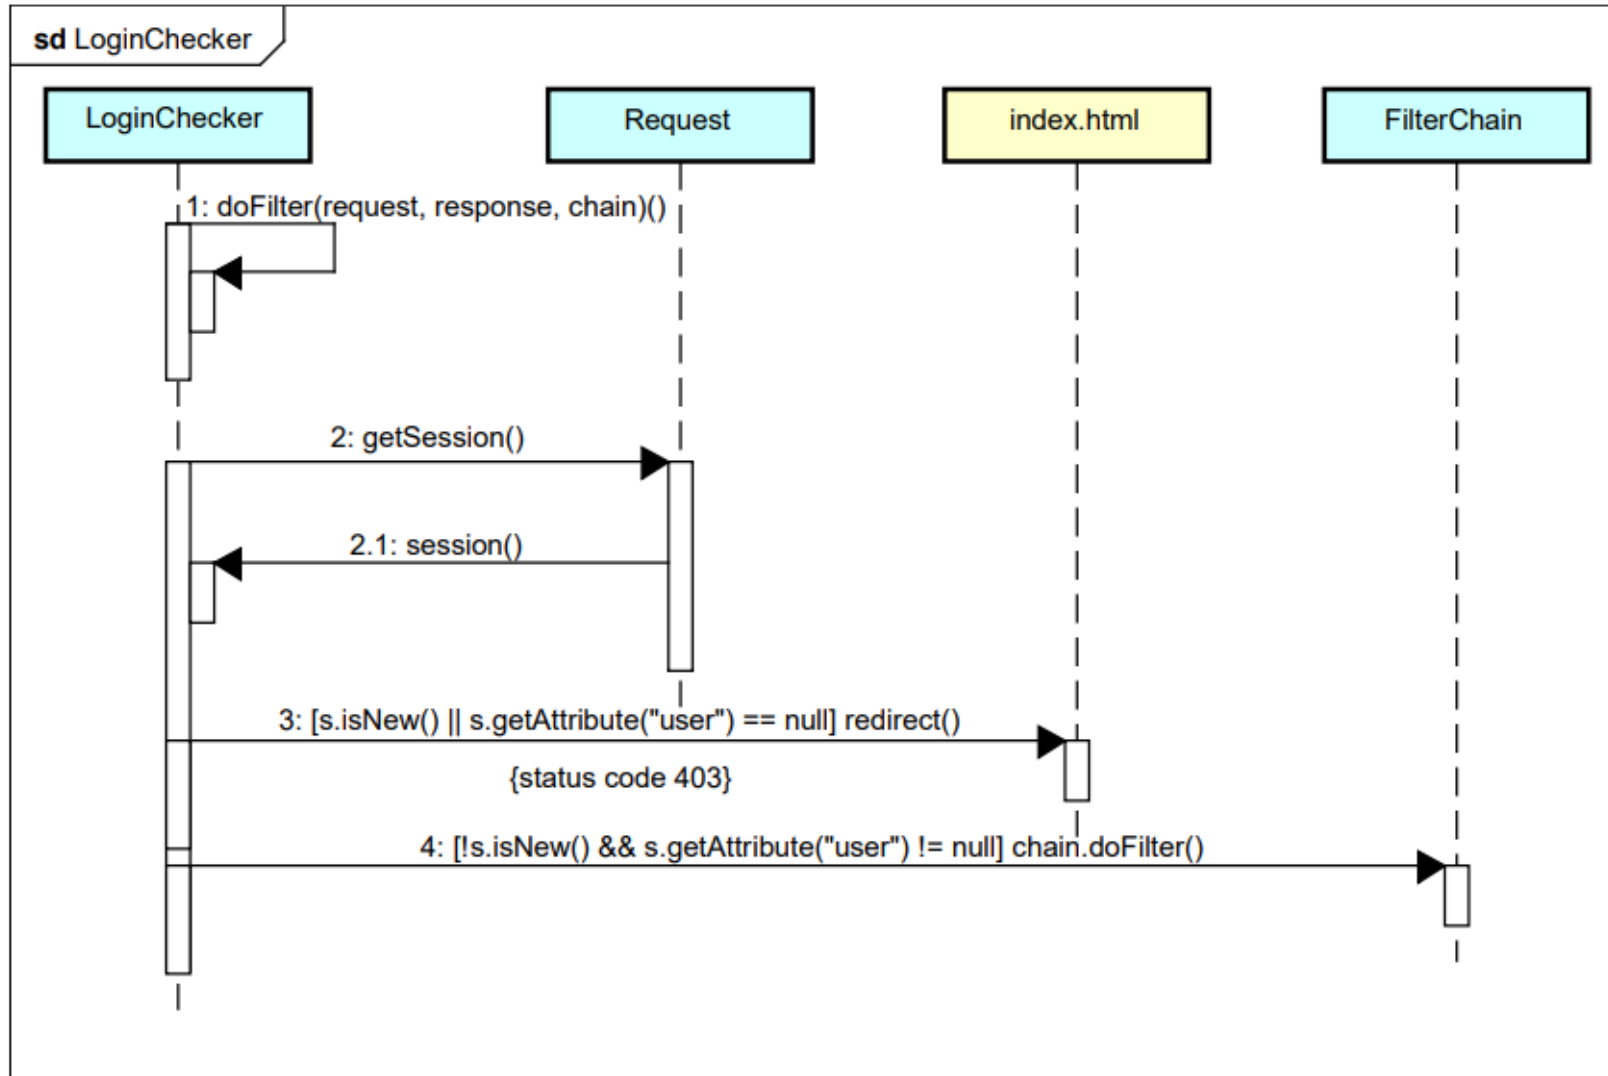 sd LoginChecker
LoginChecker
Request
index.html
FilterChain
1: doFilter(request, response, chain)()
2: getSession()
2.1: session()
3: [s.isNew() || s.getAttribute("user") == null] redirect()
{status code 403}
4: [!s.isNew() && s.getAttribute("user") != null] chain.doFilter()